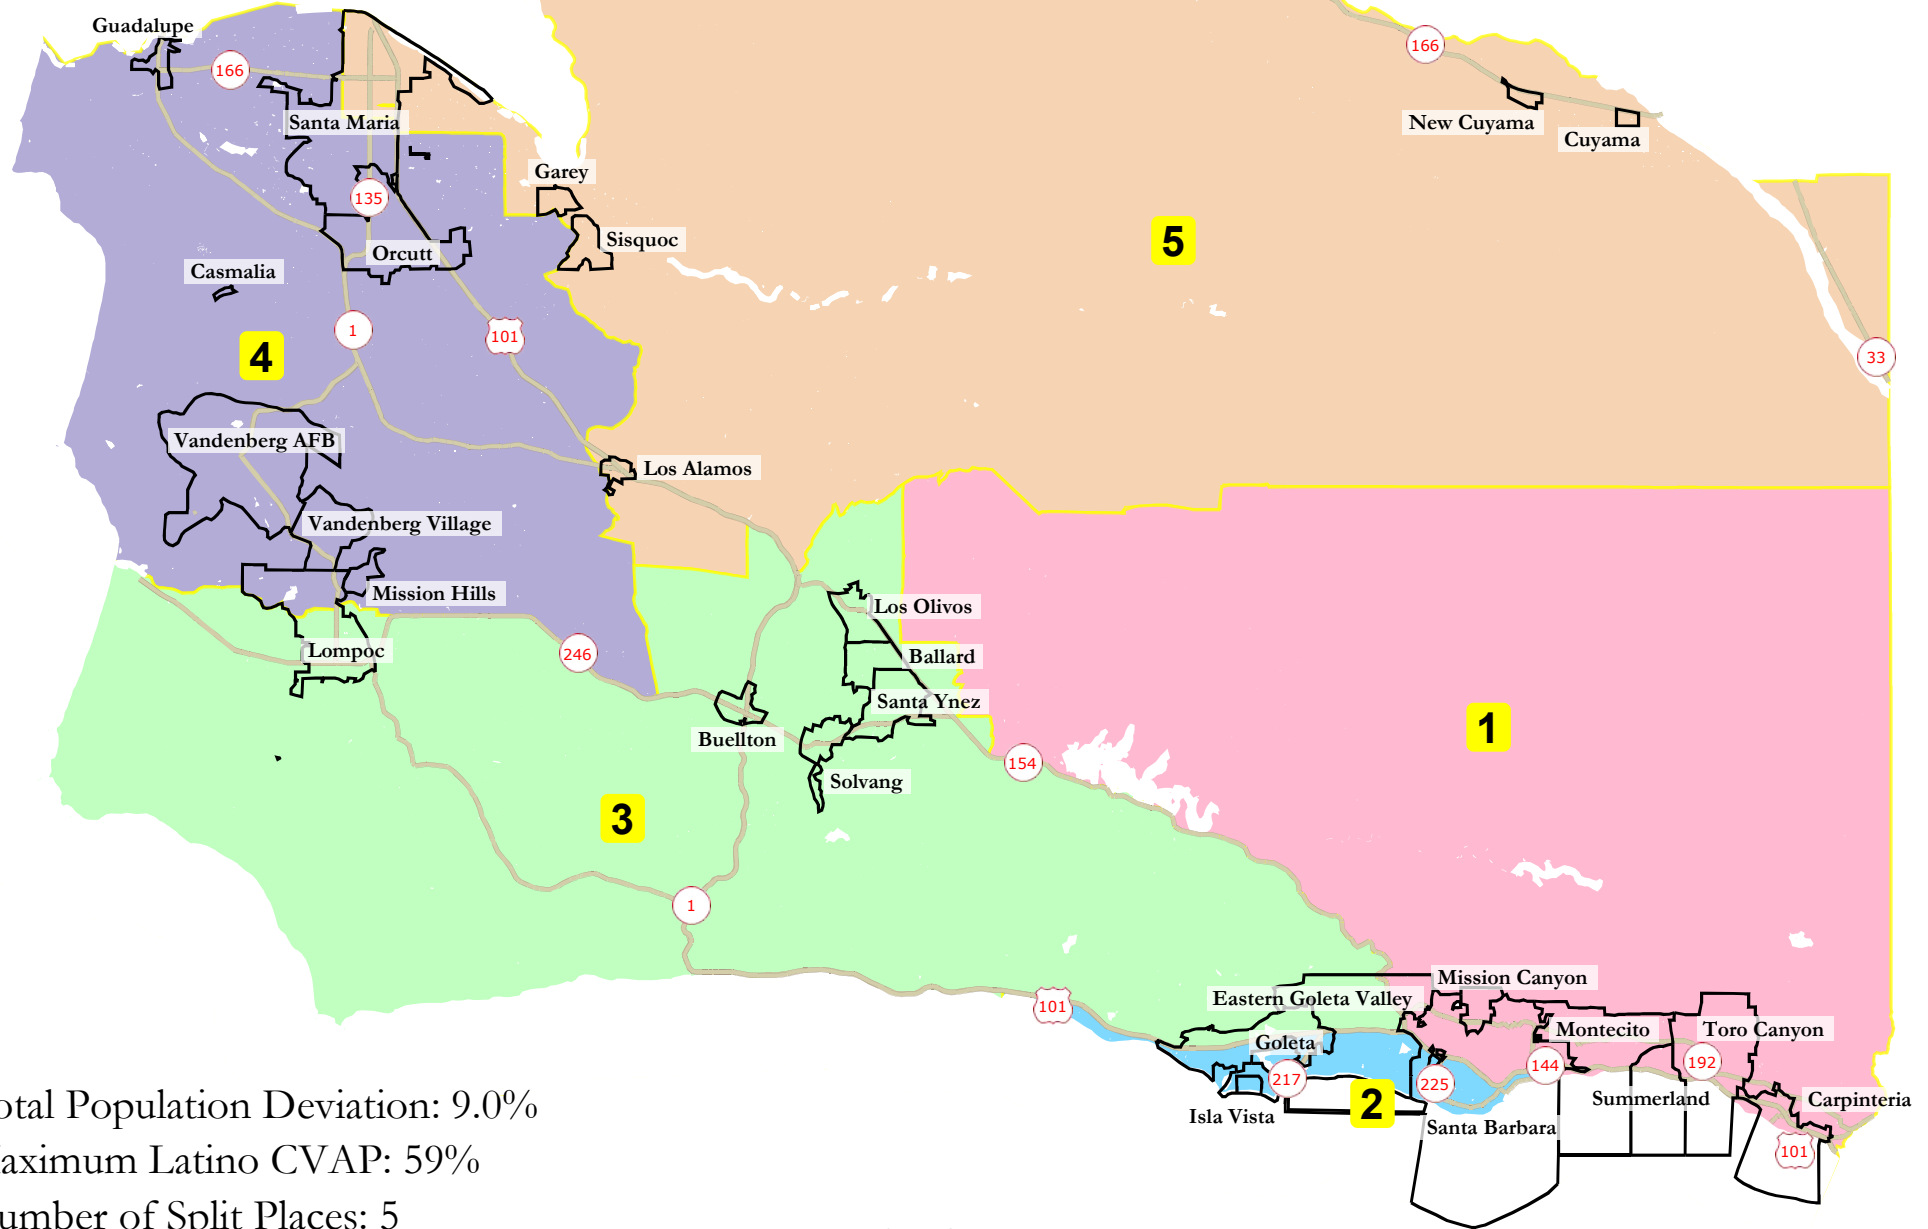 Guadalupe
166
166
Santa Maria
New Cuyama
Cuyama
Garey
135
Sisquoc
5
Orcutt
Casmalia
1
101
4
33
Vandenberg AFB
Los Alamos
Vandenberg Village
Mission Hills
Los Olivos
Lompoc
246
Ballard
Santa Ynez
Buellton
1
154
Solvang
3
1
Mission Canyon
Eastern Goleta Valley
101
Goleta
Montecito
Toro Canyon
217
225
144
192
2
Summerland
Carpinteria
Isla Vista
Santa Barbara
101
otal Population Deviation: 9.0%
aximum Latino CVAP: 59%
umber of Split Places: 5